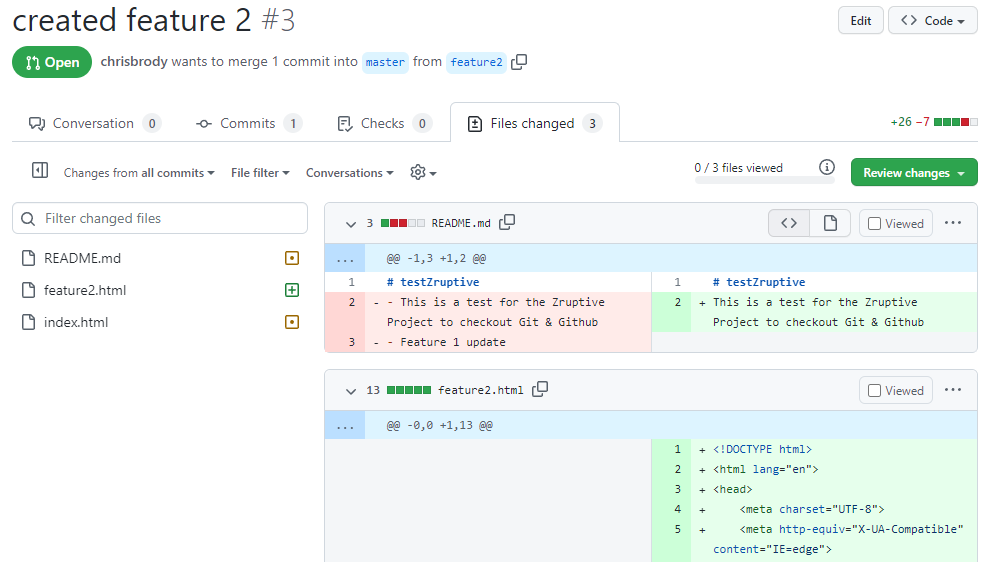 created feature 2 #3
Edit
Code
Open
chrisbrody wants to merge 1 commit into master from feature2
Conversation 0
Commits 1
Checks 0
Files changed 3
+26 −7
Changes from all commits
File filter
Conversations
0 / 3 files viewed
Review changes
Filter changed files
README.md
feature2.html
index.html
3 README.md
Viewed
...
@@ -1,3 +1,2 @@
1 # testZruptive
1 # testZruptive
2 - - This is a test for the Zruptive
Project to checkout Git & Github
2 + This is a test for the Zruptive
Project to checkout Git & Github
3 - - Feature 1 update
13 feature2.html
Viewed
...
@@ -0,0 +1,13 @@
1 + <!DOCTYPE html>
2 + <html lang="en">
3 + <head>
4 + <meta charset="UTF-8">
5 + <meta http-equiv="X-UA-Compatible"
content="IE=edge">